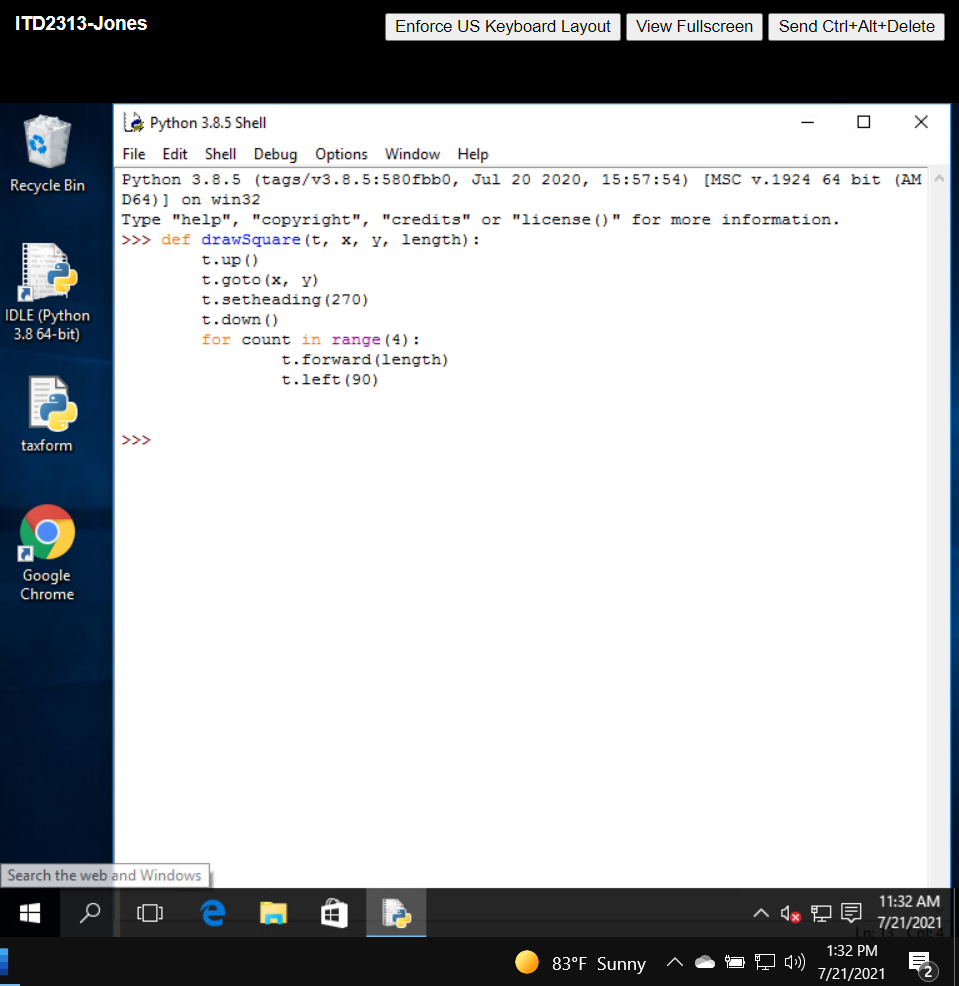 ITD2313-Jones
Enforce US Keyboard Layout View Fullscreen Send Ctrl+Alt+Delete
Recycle Bin
IDLE (Python
3.8 64-bit)
taxform
Google
Chrome
Python 3.8.5 Shell
File Edit Shell Debug Options Window Help
Python 3.8.5 (tags/v3.8.5:580fbb0, Jul 20 2020, 15:57:54) [MSC v.1924 64 bit (AM
D64)] on win32
Type "help", "copyright", "credits" or "license()" for more information.
>>> def drawSquare(t, x, y, length):
        t.up()
        t.goto(x, y)
        t.setheading(270)
        t.down()
        for count in range(4):
                t.forward(length)
                t.left(90)
>>>
Search the web and Windows
11:32 AM
7/21/2021
Ln: 13 Col: 4
83°F Sunny
1:32 PM
7/21/2021
2